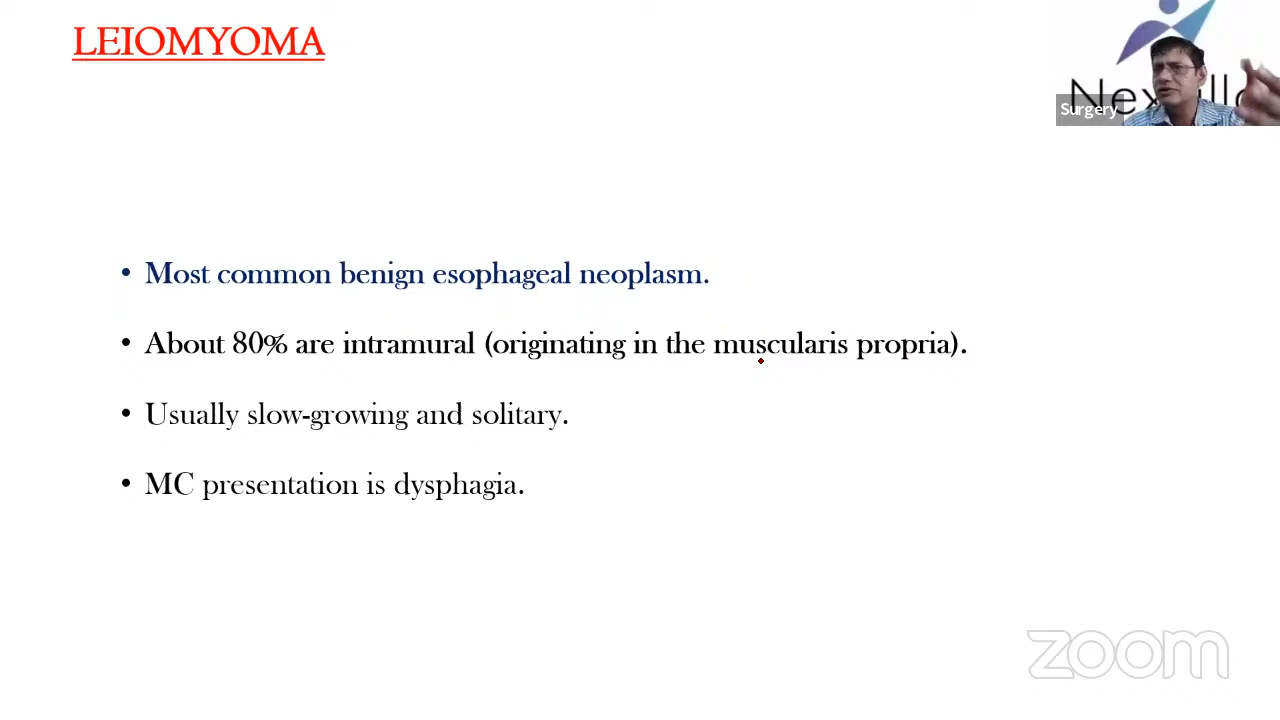 LEIOMYOMA
Surgery
• Most common benign esophageal neoplasm.
• About 80% are intramural (originating in the muscularis propria).
• Usually slow-growing and solitary.
• MC presentation is dysphagia.
zoom